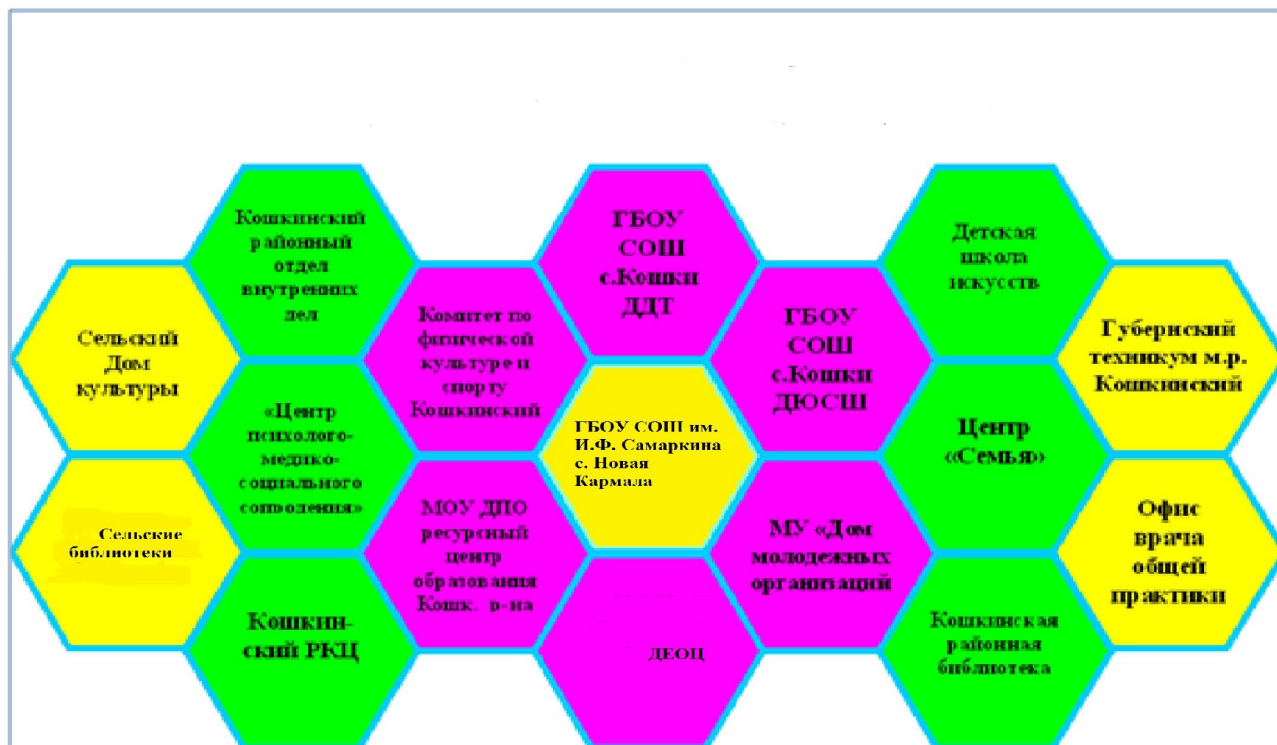 Кошкинский
районный
отдел
внутренних
дел
ГБОУ
СОШ
с.Кошки
ДДТ
Детская
школа
искусств
Сельский
Дом
культуры
Комитет по
физической
культуре и
спорту
Кошкинский
ГБОУ
СОШ
с.Кошки
ДЮСШ
Губернский
техникум м.р.
Кошкинский
«Центр
психолого-
медико-
социального
ГБОУ СОШ им.
И.Ф. Самаркина
с. Новая
Кармала
Центр
«Семья»
Сельские
библиотеки
МОУ ДПО
ресурсный
центр
образования
Кошк. р-на
МУ «Дом
молодежных
организаций
Офис
врача
общей
практики
Кошкин-
ский РКЦ
ДЕОЦ
Кошкинская
районная
библиотека